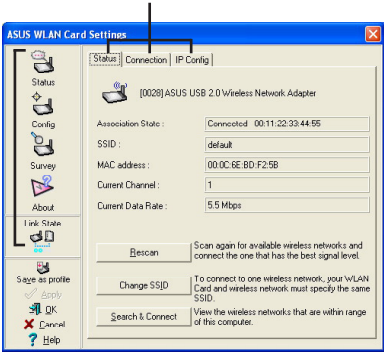 ASUS WLAN Card Settings
Status Connection IP Config
Status
Config
Survey
About
Link State
Save as profile
Apply
OK
Cancel
Help
[0028] ASUS USB 2.0 Wireless Network Adapter
Association State : Connected 00:11:22:33:44:55
SSID : default
MAC address : 00:0C:6E:BD:F2:5B
Current Channel : 1
Current Data Rate : 5.5 Mbps
Rescan
Scan again for available wireless networks and
connect the one that has the best signal level.
Change SSID
To connect to one wireless network, your WLAN
Card and wireless network must specify the same
SSID.
Search & Connect
View the wireless networks that are within range
of this computer.